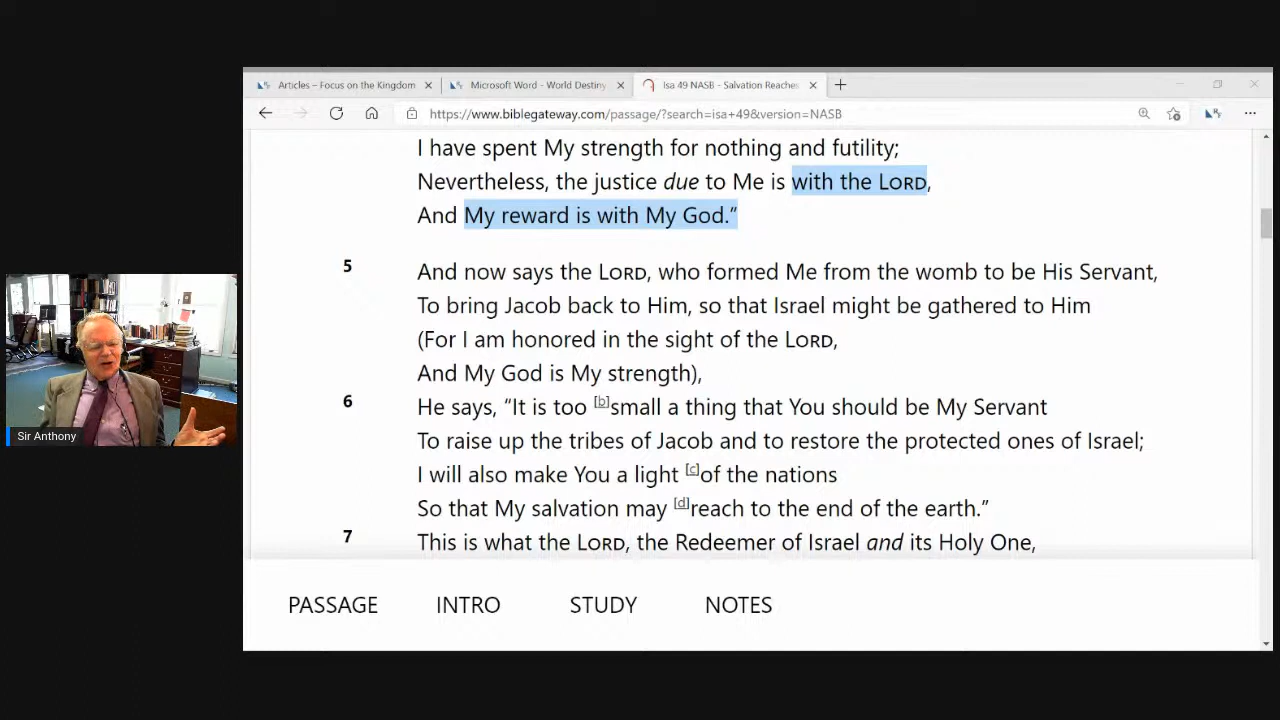 Articles – Focus on the Kingdom
Microsoft Word - World Destiny
Isa 49 NASB - Salvation Reaches
https://www.biblegateway.com/passage/?search=isa+49&version=NASB
I have spent My strength for nothing and futility;
Nevertheless, the justice due to Me is with the LORD,
And My reward is with My God.”
5 And now says the LORD, who formed Me from the womb to be His Servant,
To bring Jacob back to Him, so that Israel might be gathered to Him
(For I am honored in the sight of the LORD,
And My God is My strength),
6 He says, “It is too [b]small a thing that You should be My Servant
To raise up the tribes of Jacob and to restore the protected ones of Israel;
I will also make You a light [c]of the nations
So that My salvation may [d]reach to the end of the earth.”
7 This is what the LORD, the Redeemer of Israel and its Holy One,
PASSAGE INTRO STUDY NOTES
Sir Anthony